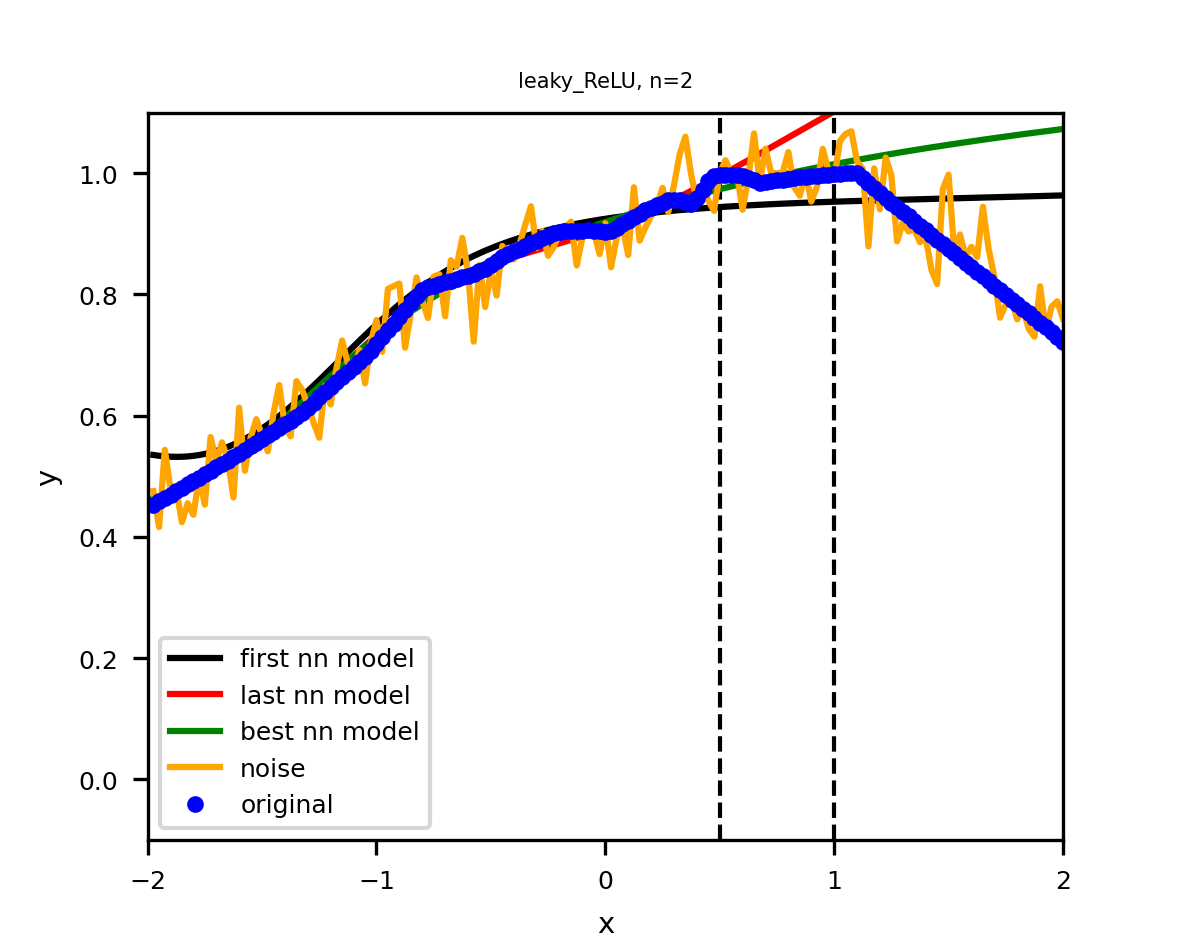 leaky_ReLU, n=2
y
1.0
0.8
0.6
0.4
0.2
0.0
first nn model
last nn model
best nn model
noise
original
−2 −1 0 1 2
x